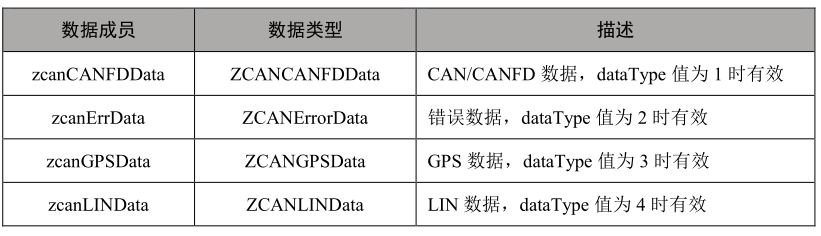 数据成员 数据类型 描述
zcanCANFDData ZCANCANFDData CAN/CANFD 数据，dataType 值为 1 时有效
zcanErrData ZCANErrorData 错误数据，dataType 值为 2 时有效
zcanGPSData ZCANGPSData GPS 数据，dataType 值为 3 时有效
zcanLINData ZCANLINData LIN 数据，dataType 值为 4 时有效